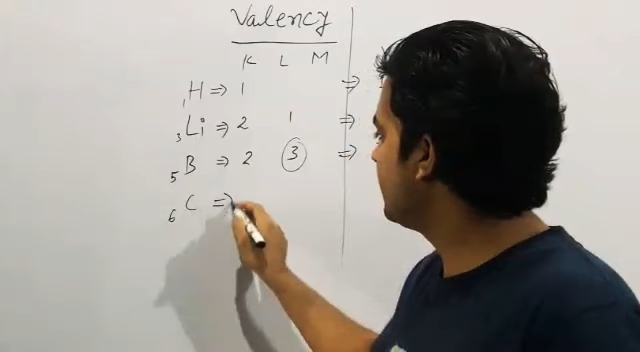 Valency
K L M
₁H ⇒ 1 ⇒
₃Li ⇒ 2 1 ⇒
₅B ⇒ 2 3 ⇒
₆C ⇒